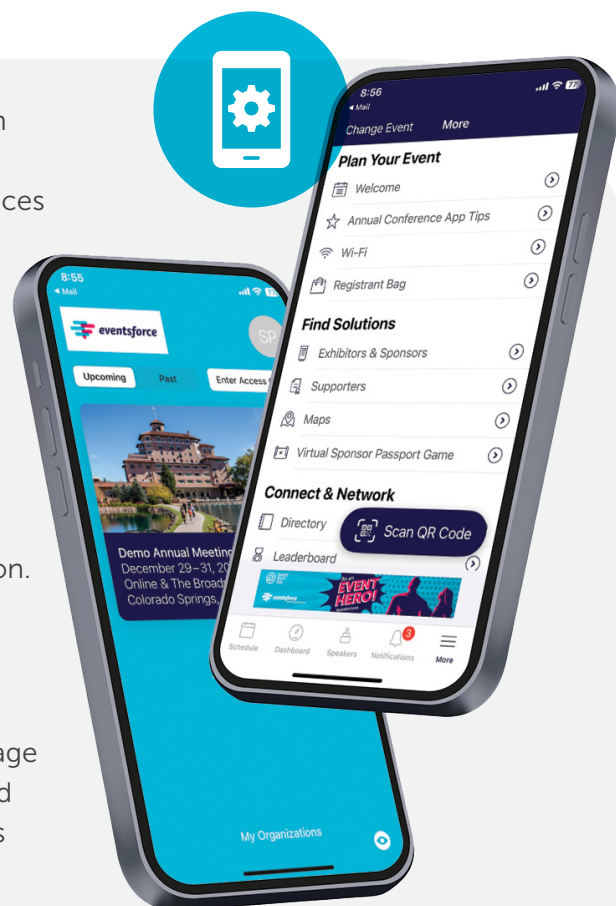 n
ces
on.
age
d
s
8:55
Mail
eventsforce
SP
Upcoming
Past
Enter Access
Demo Annual Meeting
December 29–31, 20
Online & The Broad
Colorado Springs,
My Organizations
8:56
Mail
77
Change Event
More
Plan Your Event
Welcome
Annual Conference App Tips
Wi-Fi
Registrant Bag
Find Solutions
Exhibitors & Sponsors
Supporters
Maps
Virtual Sponsor Passport Game
Connect & Network
Directory
Scan QR Code
Leaderboard
eventsforce
EVENT
HERO!
Schedule
Dashboard
Speakers
3
Notifications
More